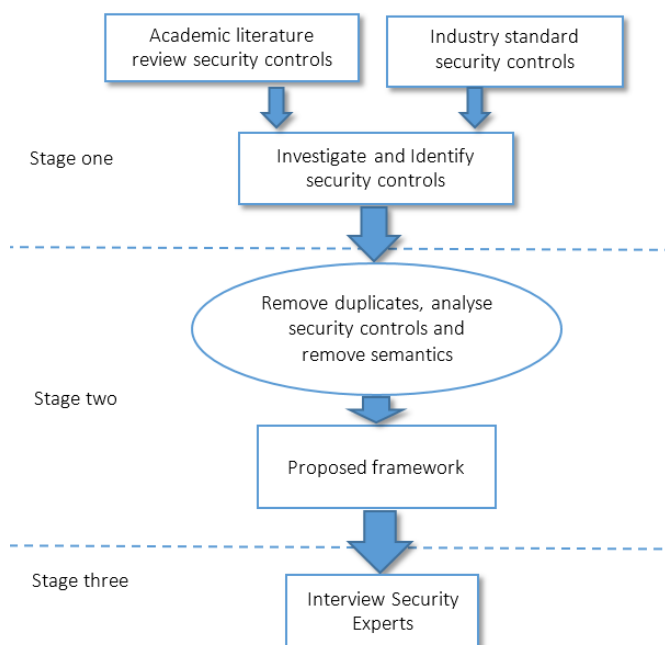 Academic literature
review security controls
Industry standard
security controls
Stage one
Investigate and Identify
security controls
Remove duplicates, analyse
security controls and
remove semantics
Stage two
Proposed framework
Stage three
Interview Security
Experts